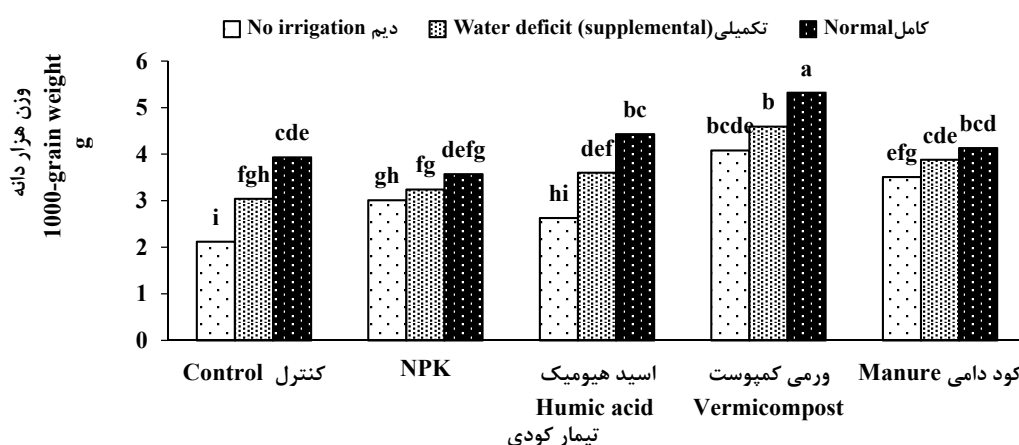 No irrigation دیم Water deficit (supplemental)تکمیلی Normalکامل
وزن هزار دانه
1000-grain weight
g
6
5
4
3
2
1
0
i fgh cde
gh fg defg
hi def bc
bcde b a
efg cde bcd
Control کنترل
NPK
اسید هیومیک
Humic acid
ورمی کمپوست
Vermicompost
Manure کود دامی
تیمار کودی